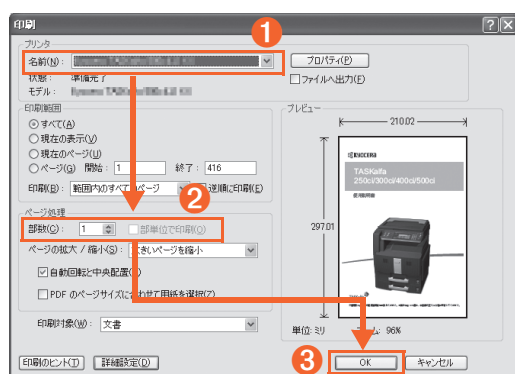 印刷
1
プリンタ
名前(N):
プロパティ(P)
状態： 準備完了
ファイルへ出力(F)
モデル：
印刷範囲
プレビュー
すべて(A)
210.02
現在の表示(V)
現在のページ(U)
ページ(G) 開始： 1 終了： 416
印刷(B)： 範囲内のすべてのページ 逆順に印刷(E)
KYOCERA
TASKalfa
250ci/300ci/400ci/500ci
使用説明書
2
ページ処理
部数(C)： 1 部単位で印刷(O)
297.01
ページの拡大 / 縮小(S)： 大きいページを縮小
自動回転と中央配置
PDF のページサイズに合わせて用紙を選択(Z)
印刷対象(W)： 文書
単位: ミリ 96%
3
印刷のヒント(T)
詳細設定(D)
OK
キャンセル